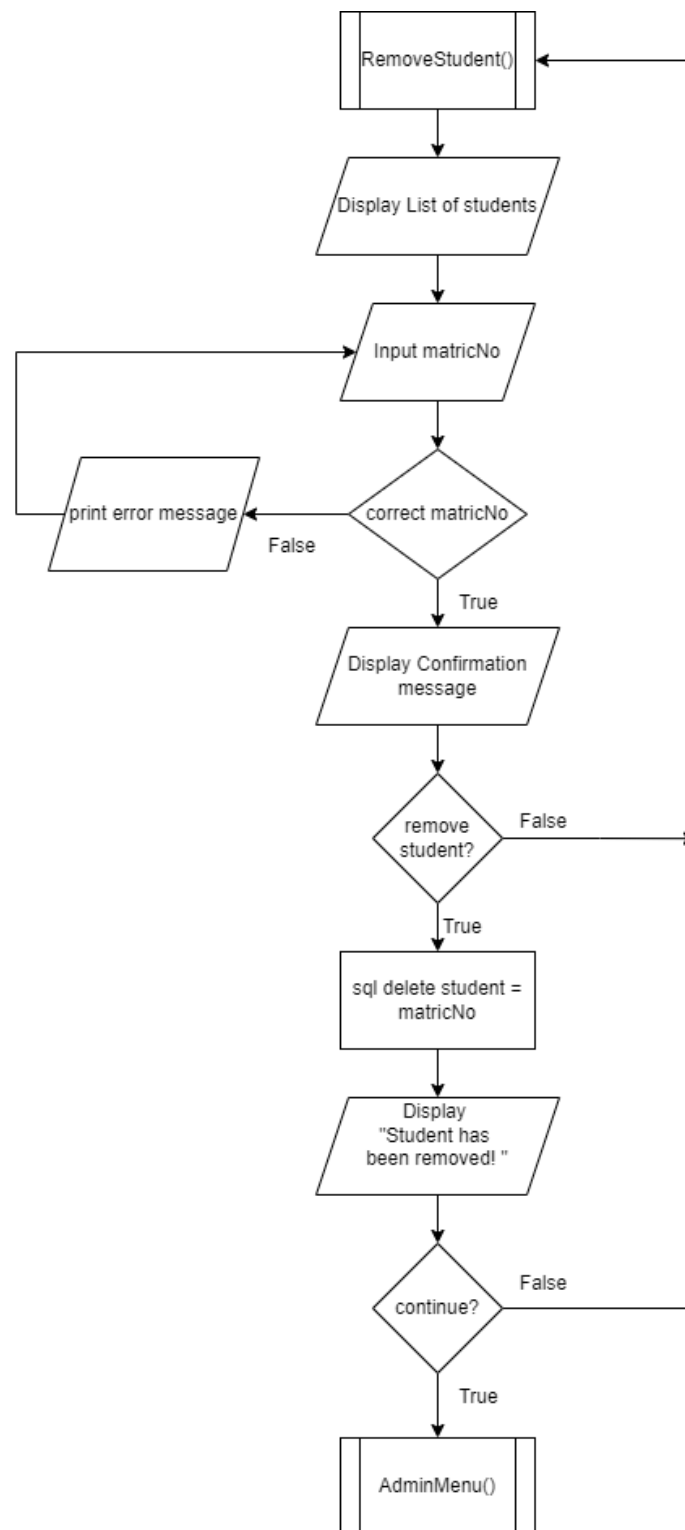 RemoveStudent()
Display List of students
Input matricNo
print error message
correct matricNo
False
True
Display Confirmation
message
remove
student?
False
True
sql delete student =
matricNo
Display
"Student has
been removed! "
continue?
False
True
AdminMenu()